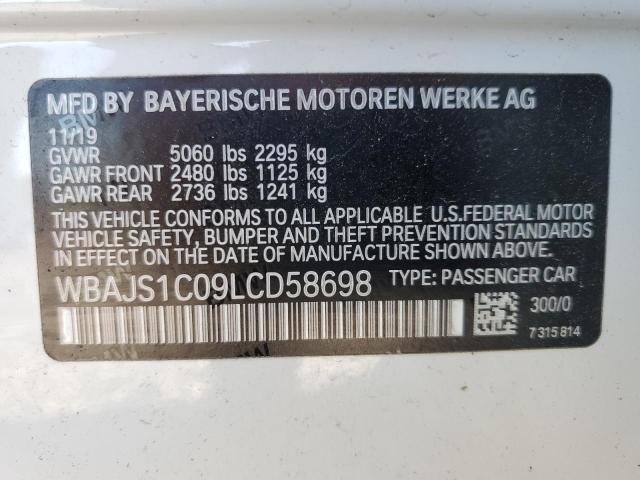 MFD BY BAYERISCHE MOTOREN WERKE AG
11/19
GVWR 5060 lbs 2295 kg
GAWR FRONT 2480 lbs 1125 kg
GAWR REAR 2736 lbs 1241 kg
THIS VEHICLE CONFORMS TO ALL APPLICABLE U.S.FEDERAL MOTOR
VEHICLE SAFETY, BUMPER AND THEFT PREVENTION STANDARDS
IN EFFECT ON THE DATE OF MANUFACTURE SHOWN ABOVE.
WBAJS1C09LCD58698 TYPE: PASSENGER CAR
300/0
7 315 814